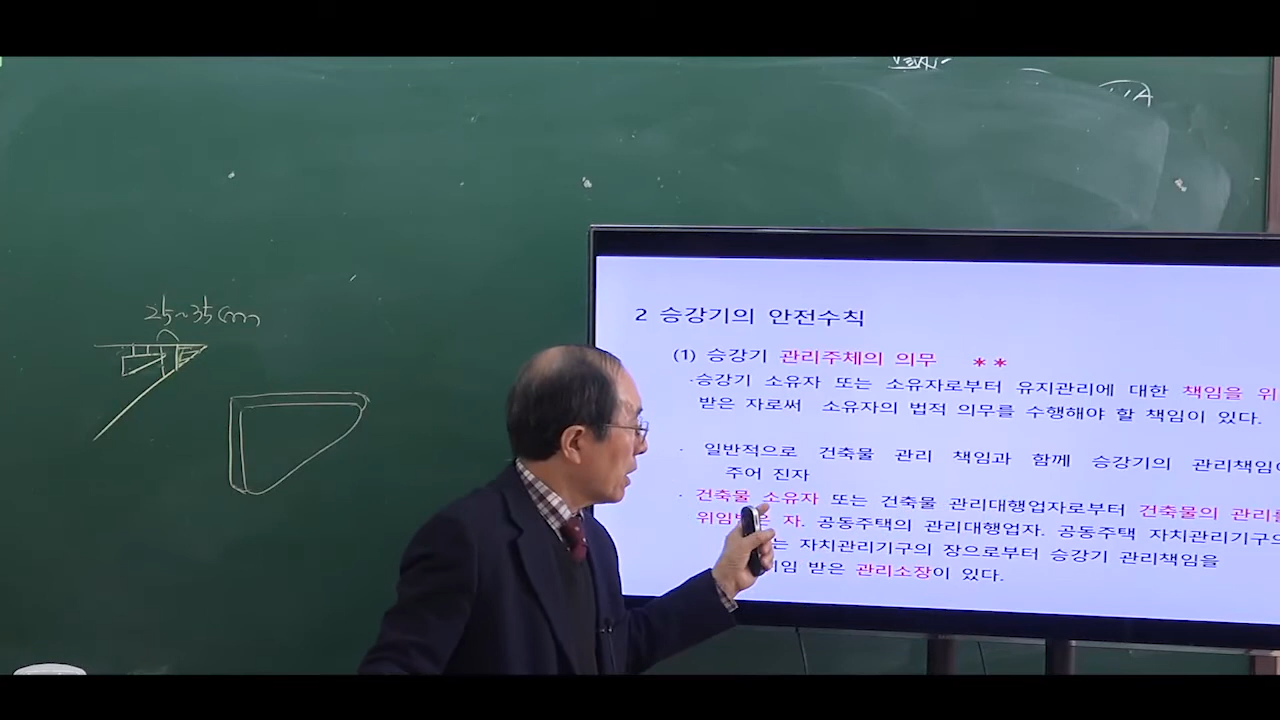 25~35cm
2 승강기의 안전수칙
(1) 승강기 관리주체의 의무 **
·승강기 소유자 또는 소유자로부터 유지관리에 대한 책임을 위
받은 자로써 소유자의 법적 의무를 수행해야 할 책임이 있다.
· 일반적으로 건축물 관리 책임과 함께 승강기의 관리책임이
주어 진자
· 건축물 소유자 또는 건축물 관리대행업자로부터 건축물의 관리를
자. 공동주택의 관리대행업자. 공동주택 자치관리기구의
는 자치관리기구의 장으로부터 승강기 관리책임을
위임 받은 관리소장이 있다.